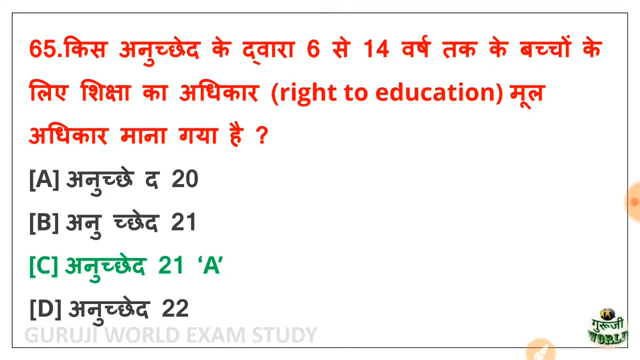 65.किस अनुच्छेद के द्वारा 6 से 14 वर्ष तक के बच्चों के
लिए शिक्षा का अधिकार (right to education) मूल
अधिकार माना गया है ?
[A] अनुच्छे द 20
[B] अनु च्छेद 21
[C] अनुच्छेद 21 ‘A’
[D] अनुच्छेद 22
GURUJI WORLD EXAM STUDY
गुरूजी
WORLD